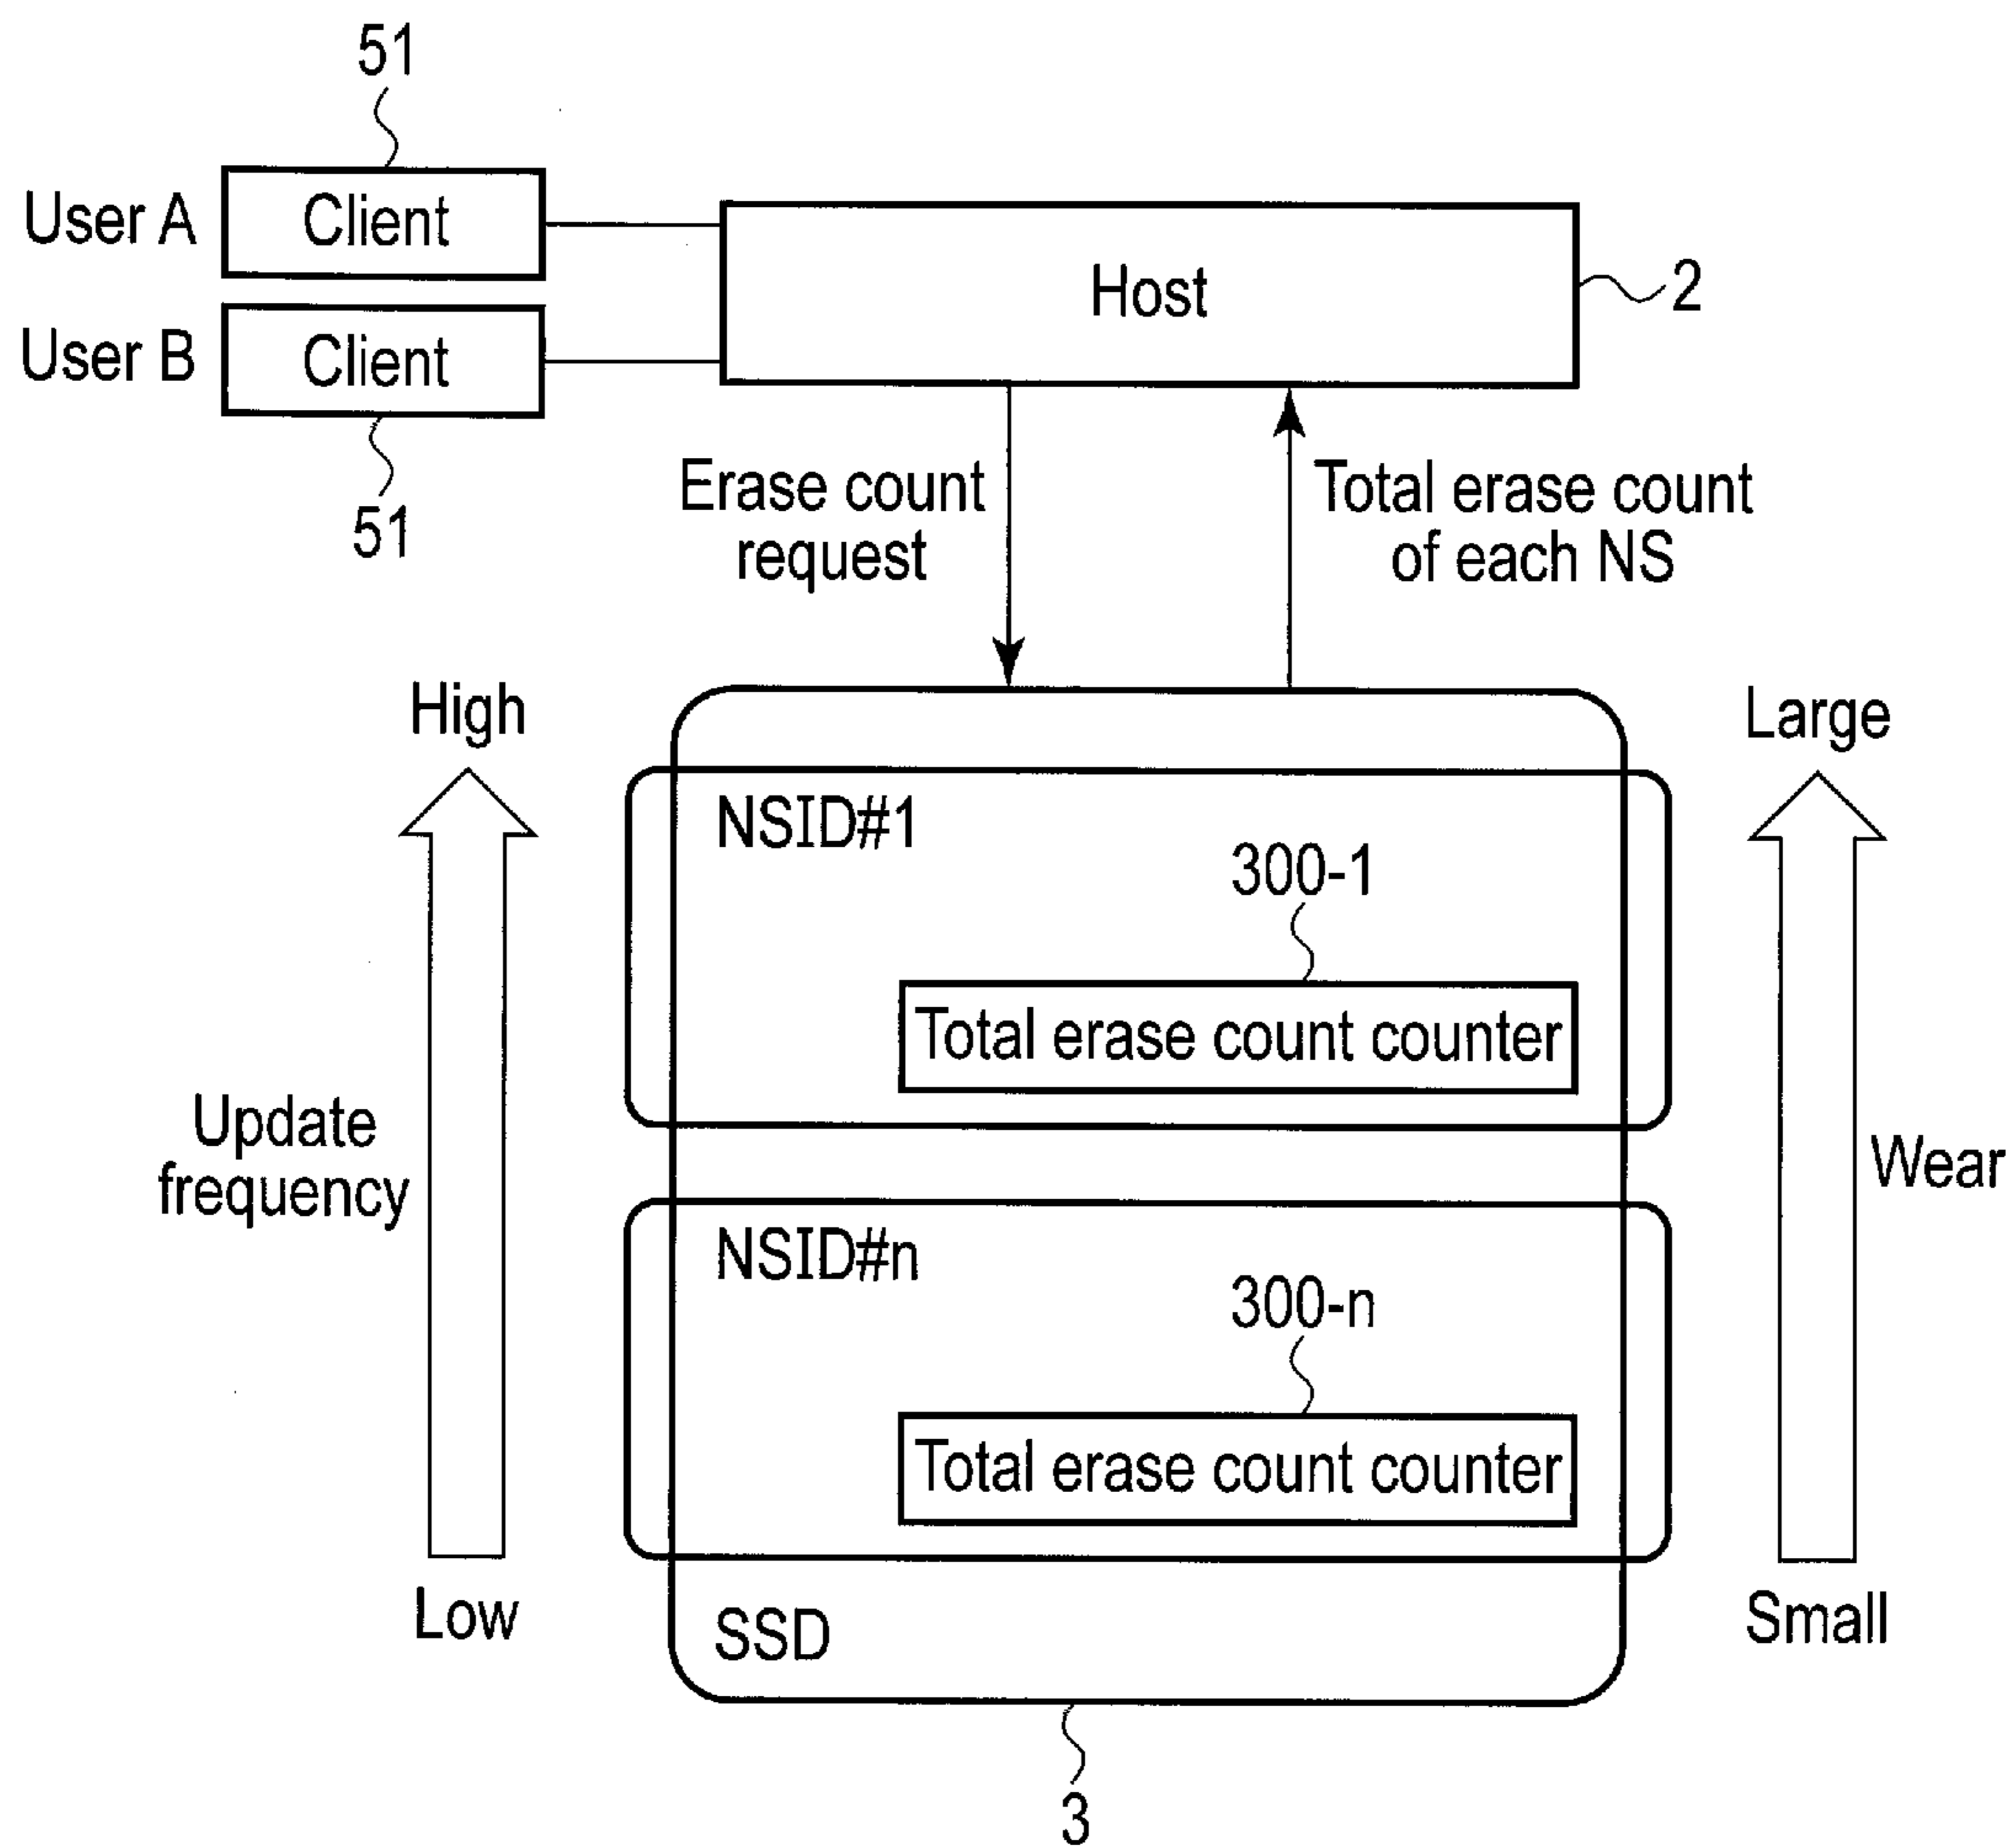 51
User A
Client
Host
2
User B
Client
51
Erase count
request
Total erase count
of each NS
High
Large
NSID#1
300-1
Total erase count counter
Update
frequency
Wear
NSID#n
300-n
Total erase count counter
Low
Small
SSD
3